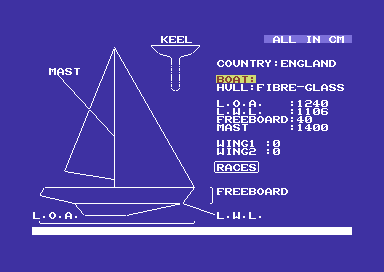 KEEL
ALL IN CM
MAST
COUNTRY:ENGLAND
BOAT:
HULL:FIBRE-GLASS
L.O.A. :1240
L.W.L. :1106
FREEBOARD:40
MAST :1400
WING1 :0
WING2 :0
RACES
FREEBOARD
L.O.A.
L.W.L.